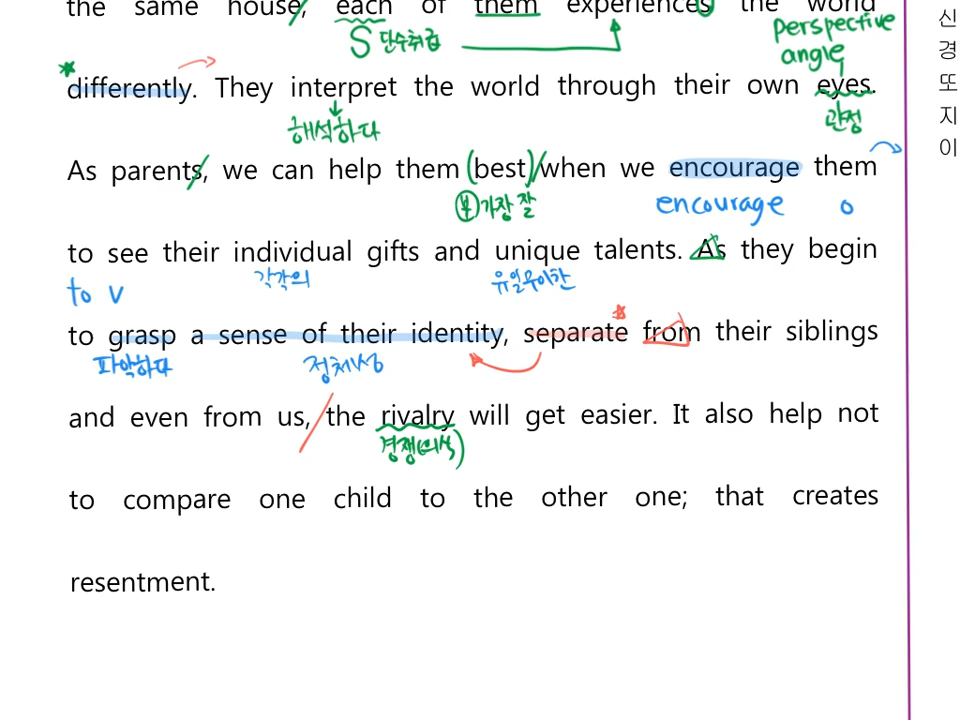 the same house, each of them experiences the world
S 단수취급
perspective
angle
differently. They interpret the world through their own eyes.
해석하다
관점
As parents, we can help them (best) when we encourage them
부 가장 잘
encourage o
to see their individual gifts and unique talents. As they begin
to v 각각의 유일무이한
to grasp a sense of their identity, separate from their siblings
파악하다 정체성
and even from us, the rivalry will get easier. It also help not
경쟁(의식)
to compare one child to the other one; that creates
resentment.
신
경
또
지
이